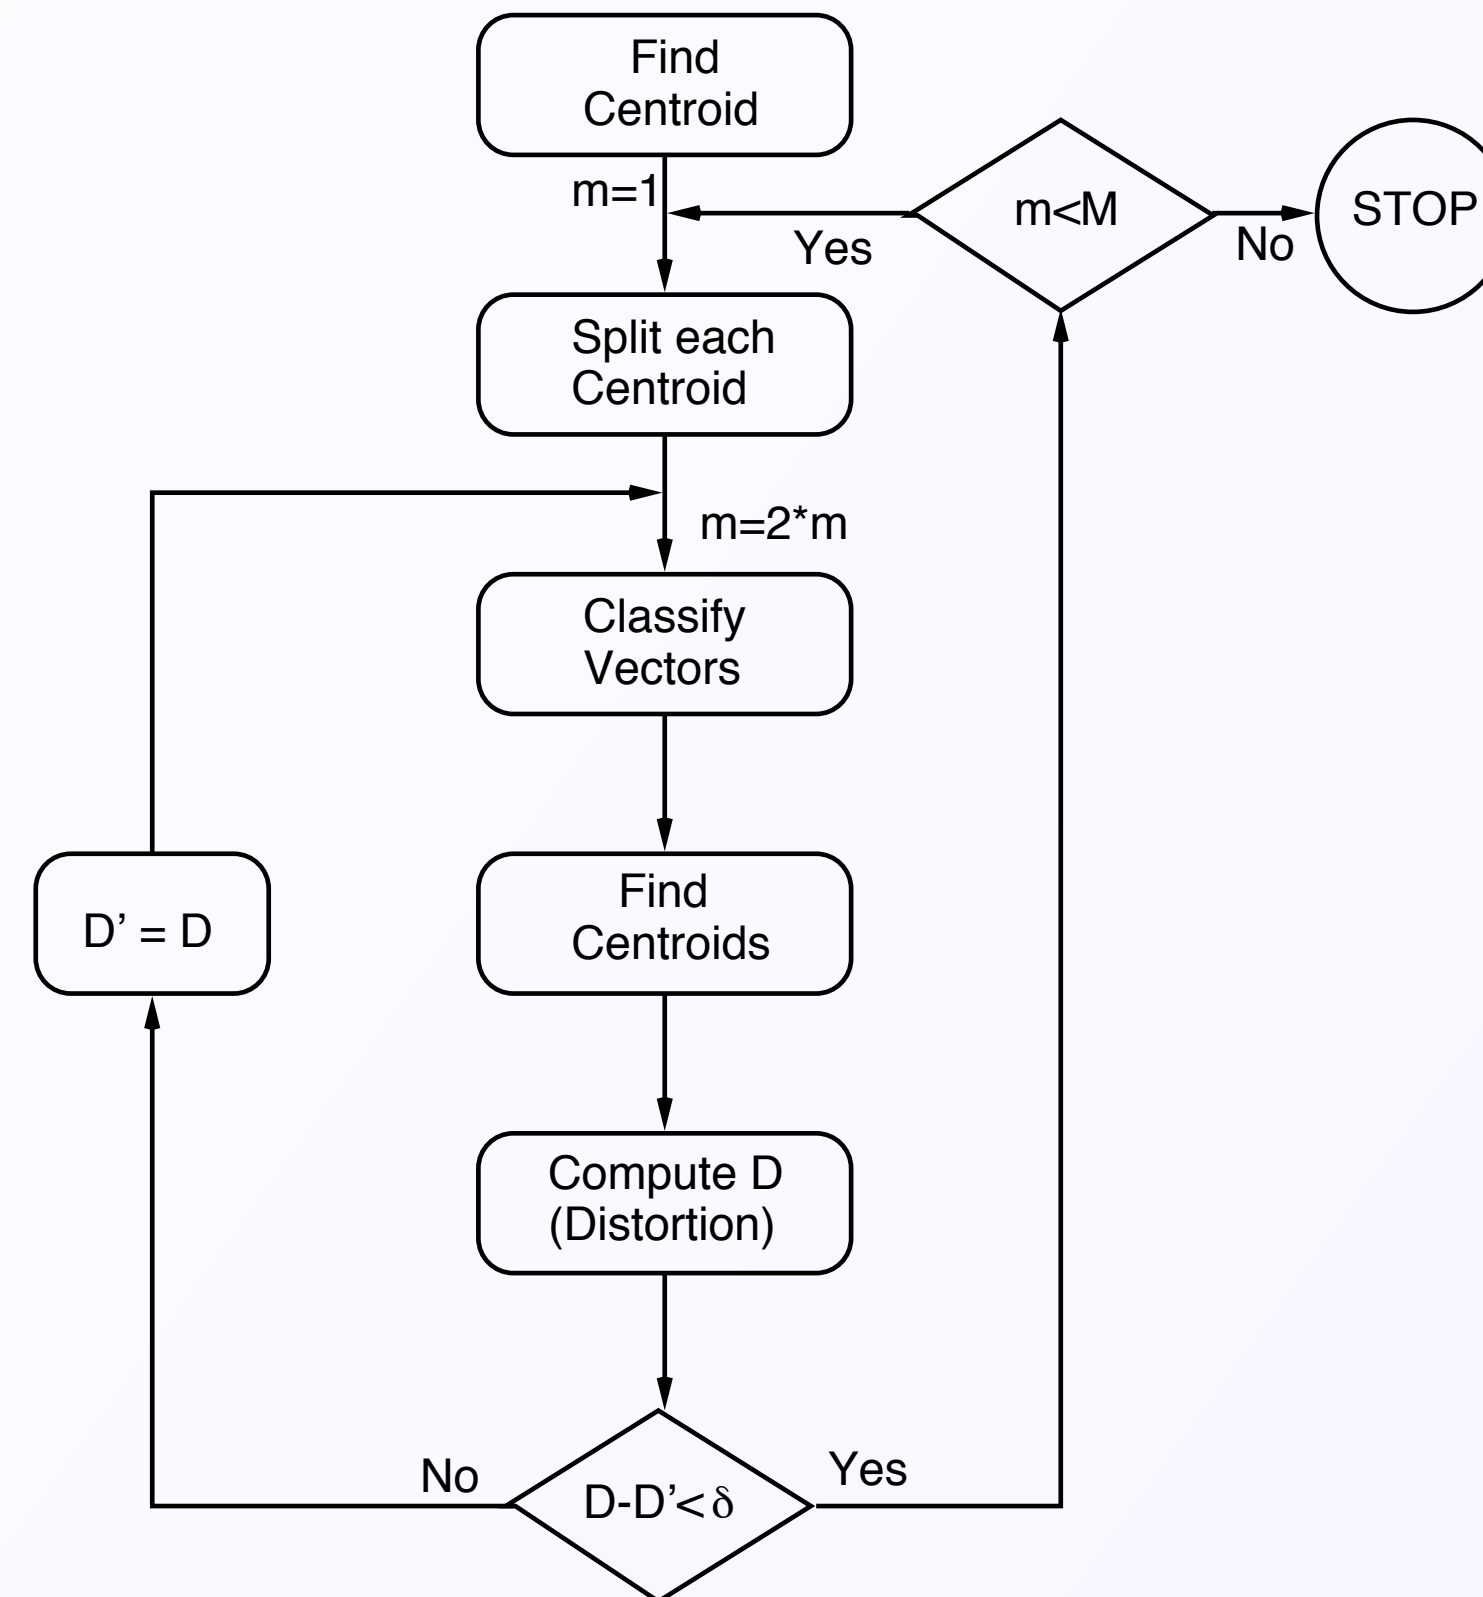 Find
Centroid
m=1
Yes
m<M
No
STOP
Split each
Centroid
m=2*m
Classify
Vectors
D’ = D
Find
Centroids
Compute D
(Distortion)
No
D-D’<δ
Yes